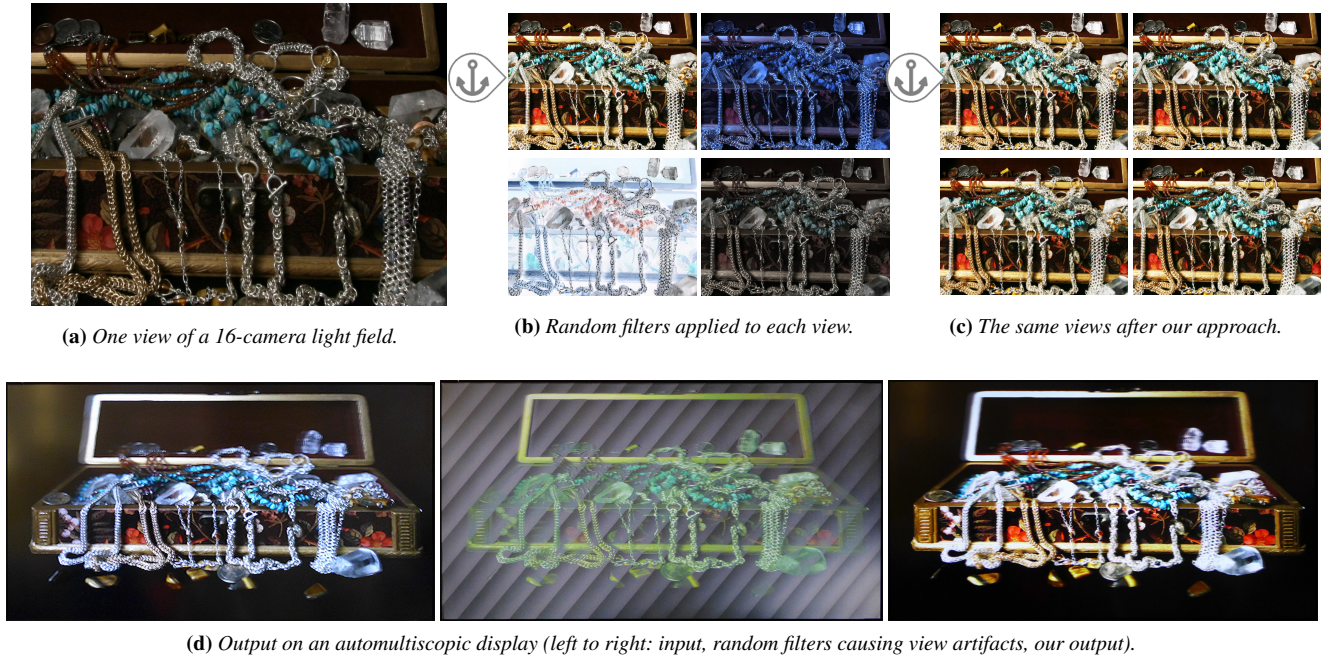 (a) One view of a 16-camera light field.
(b) Random filters applied to each view.
(c) The same views after our approach.
(d) Output on an automultiscopic display (left to right: input, random filters causing view artifacts, our output).